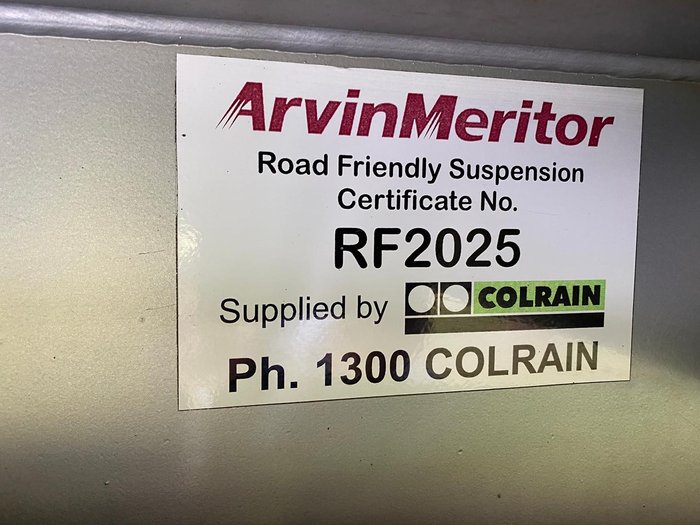 ArvinMeritor
Road Friendly Suspension
Certificate No.
RF2025
Supplied by COLRAIN
Ph. 1300 COLRAIN